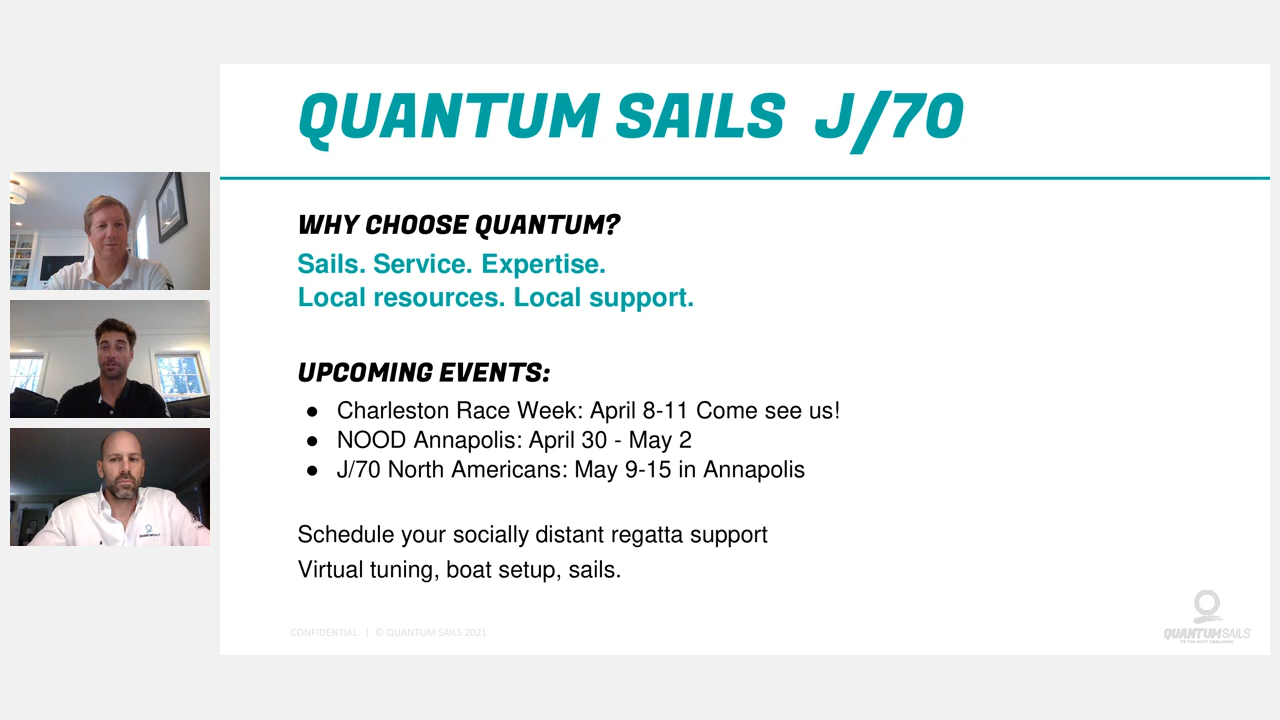 QUANTUM SAILS J/70
WHY CHOOSE QUANTUM?
Sails. Service. Expertise.
Local resources. Local support.
UPCOMING EVENTS:
● Charleston Race Week: April 8-11 Come see us!
● NOOD Annapolis: April 30 - May 2
● J/70 North Americans: May 9-15 in Annapolis
Schedule your socially distant regatta support
Virtual tuning, boat setup, sails.
CONFIDENTIAL | © QUANTUM SAILS 2021
QUANTUMSAILS